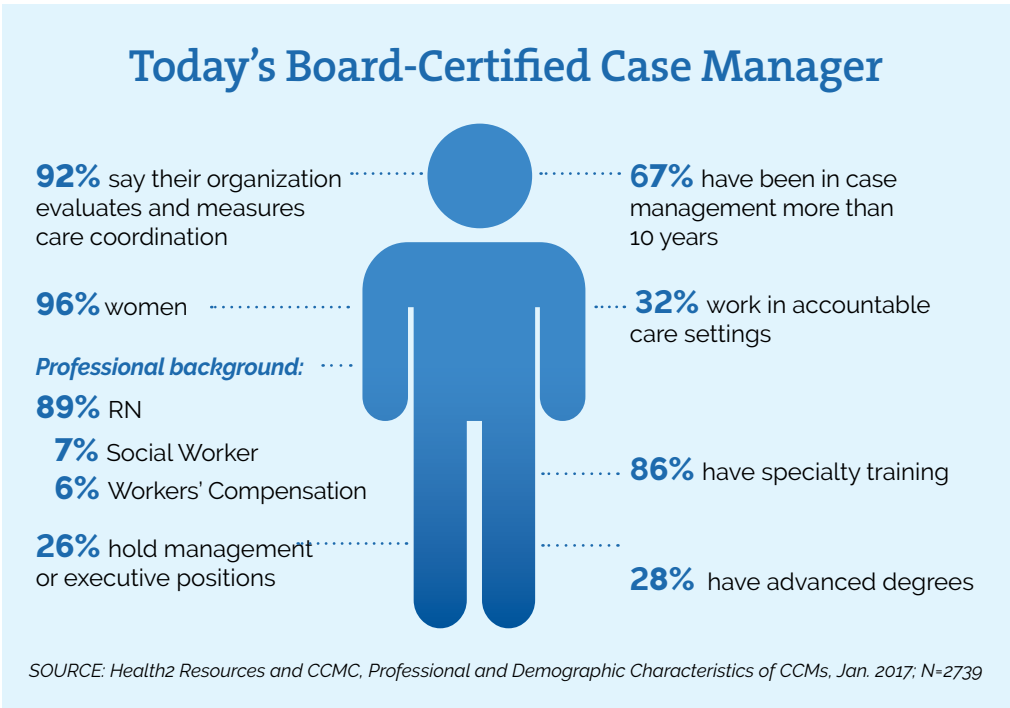 Today's Board-Certified Case Manager
92% say their organization
evaluates and measures
care coordination
96% women
Professional background:
89% RN
7% Social Worker
6% Workers' Compensation
26% hold management
or executive positions
67% have been in case
management more than
10 years
32% work in accountable
care settings
86% have specialty training
28% have advanced degrees
SOURCE: Health2 Resources and CCMC, Professional and Demographic Characteristics of CCMs, Jan. 2017; N=2739